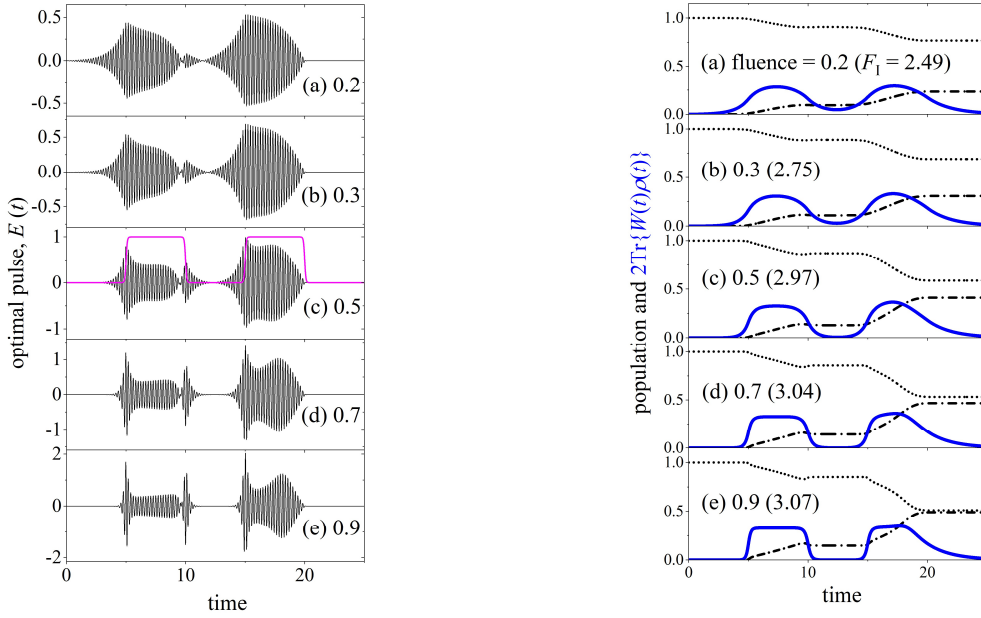 optimal pulse, E (t)
0.5
0.0
-0.5
(a) 0.2
0.5
0.0
-0.5
(b) 0.3
1
0
-1
(c) 0.5
1
0
-1
(d) 0.7
2
0
-2
(e) 0.9
0 10 20
time
population and 2Tr{W(t)ρ(t)}
1.0
0.5
0.0
(a) fluence = 0.2 (F_I = 2.49)
1.0
0.5
0.0
(b) 0.3 (2.75)
1.0
0.5
0.0
(c) 0.5 (2.97)
1.0
0.5
0.0
(d) 0.7 (3.04)
1.0
0.5
0.0
(e) 0.9 (3.07)
0 10 20
time